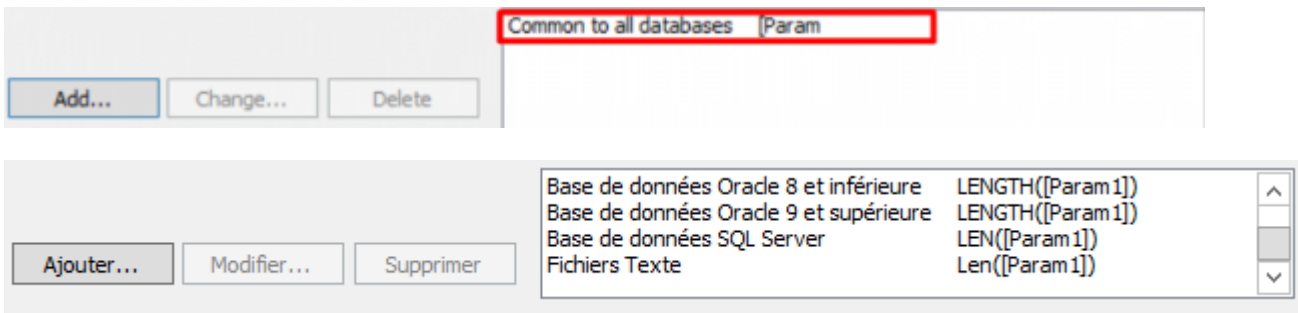 Common to all databases [Param
Add... Change... Delete
Base de données Oracle 8 et inférieure LENGTH([Param1])
Base de données Oracle 9 et supérieure LENGTH([Param1])
Base de données SQL Server LEN([Param1])
Fichiers Texte Len([Param1])
Ajouter... Modifier... Supprimer